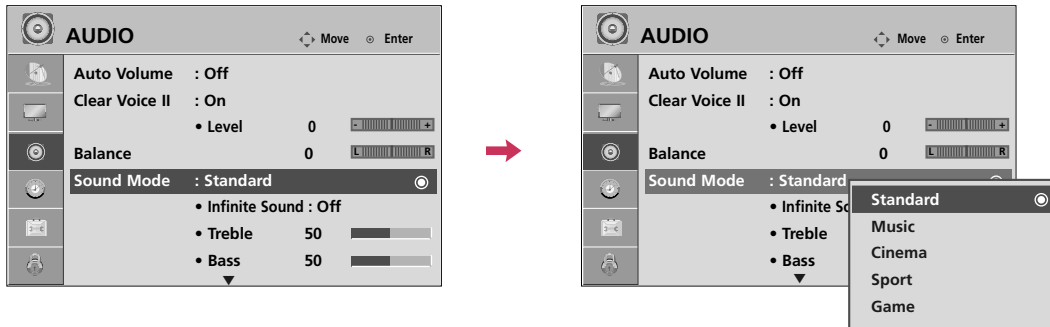 AUDIO Move Enter
Auto Volume : Off
Clear Voice II : On
• Level 0 - +
Balance 0 L R
Sound Mode : Standard
• Infinite Sound : Off
• Treble 50
• Bass 50
AUDIO Move Enter
Auto Volume : Off
Clear Voice II : On
• Level 0 - +
Balance 0 L R
Sound Mode : Standard
• Infinite So
• Treble
• Bass
Standard
Music
Cinema
Sport
Game